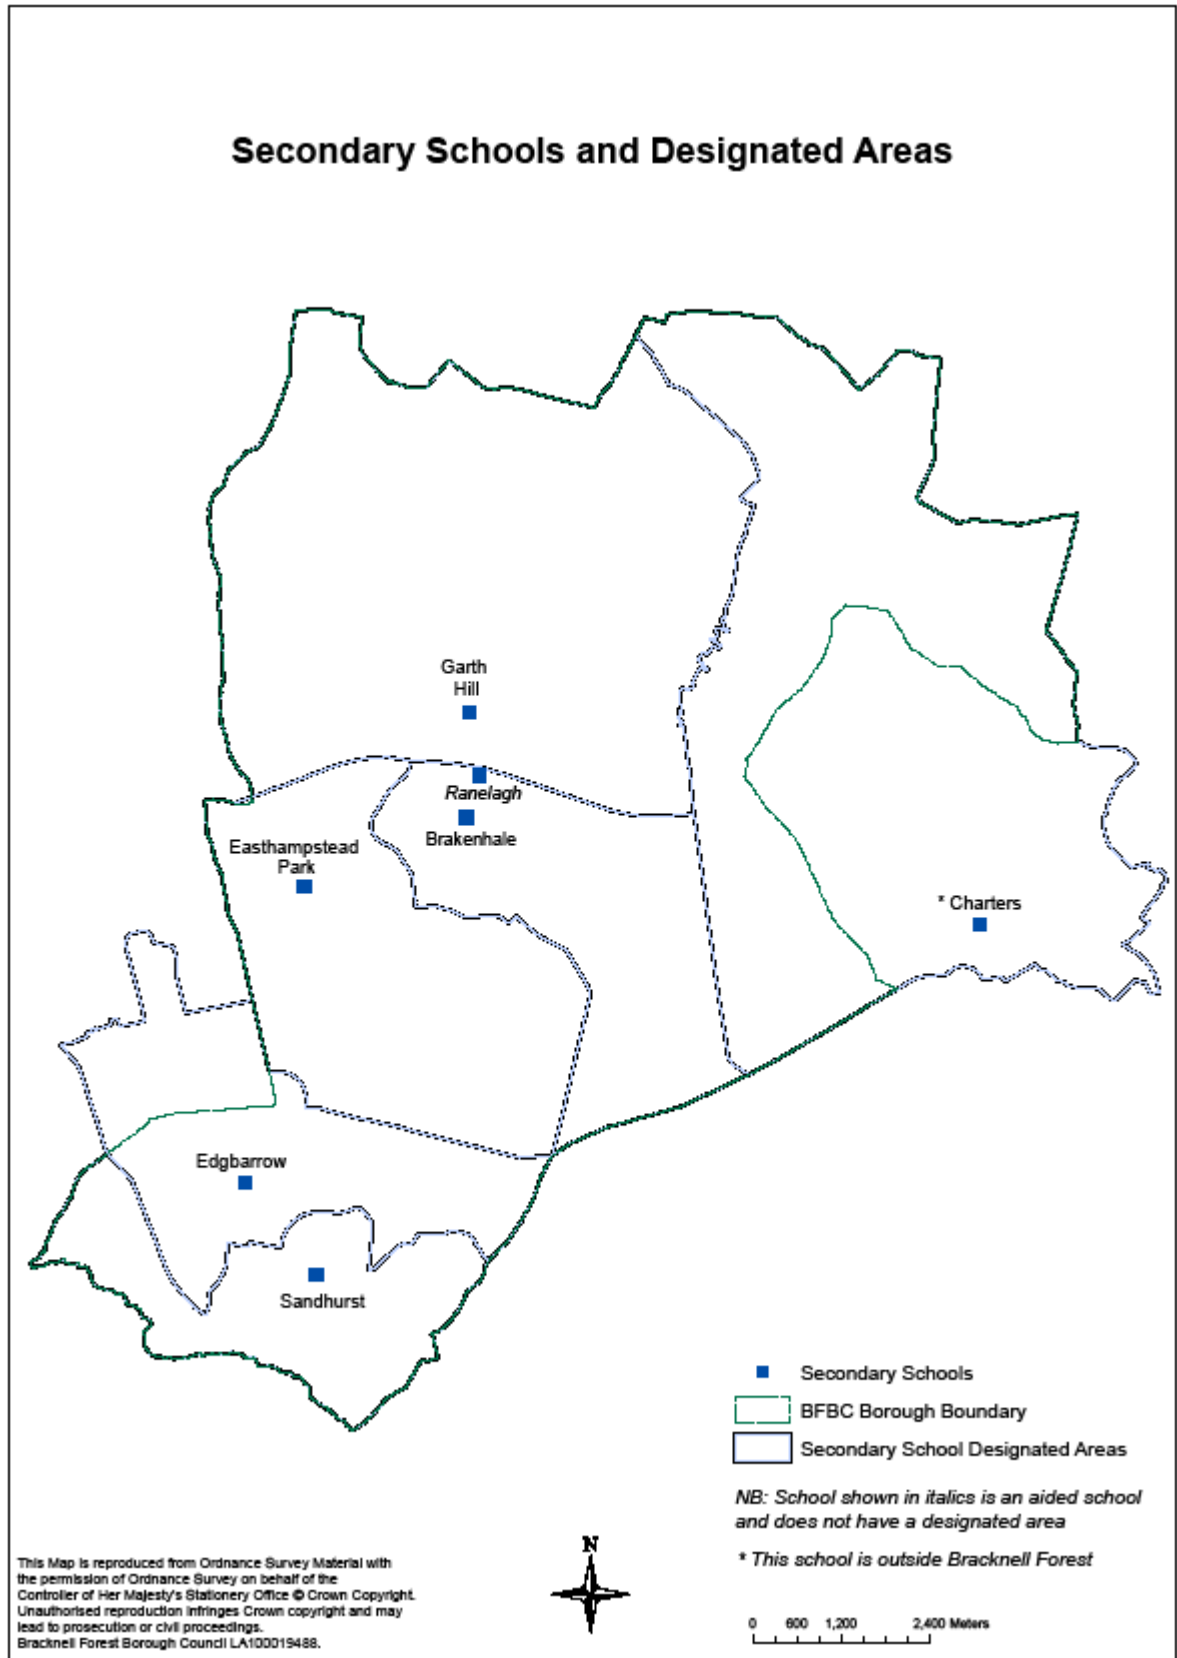 Secondary Schools and Designated Areas
Garth
Hill
Ranelagh
Brakenhale
Easthampstead
Park
* Charters
Edgbarrow
Sandhurst
Secondary Schools
BFBC Borough Boundary
Secondary School Designated Areas
NB: School shown in italics is an aided school
and does not have a designated area
* This school is outside Bracknell Forest
N
0 600 1,200 2,400 Meters
This Map is reproduced from Ordnance Survey Material with
the permission of Ordnance Survey on behalf of the
Controller of Her Majesty's Stationery Office © Crown Copyright.
Unauthorised reproduction infringes Crown copyright and may
lead to prosecution or civil proceedings.
Bracknell Forest Borough Council LA100019488.